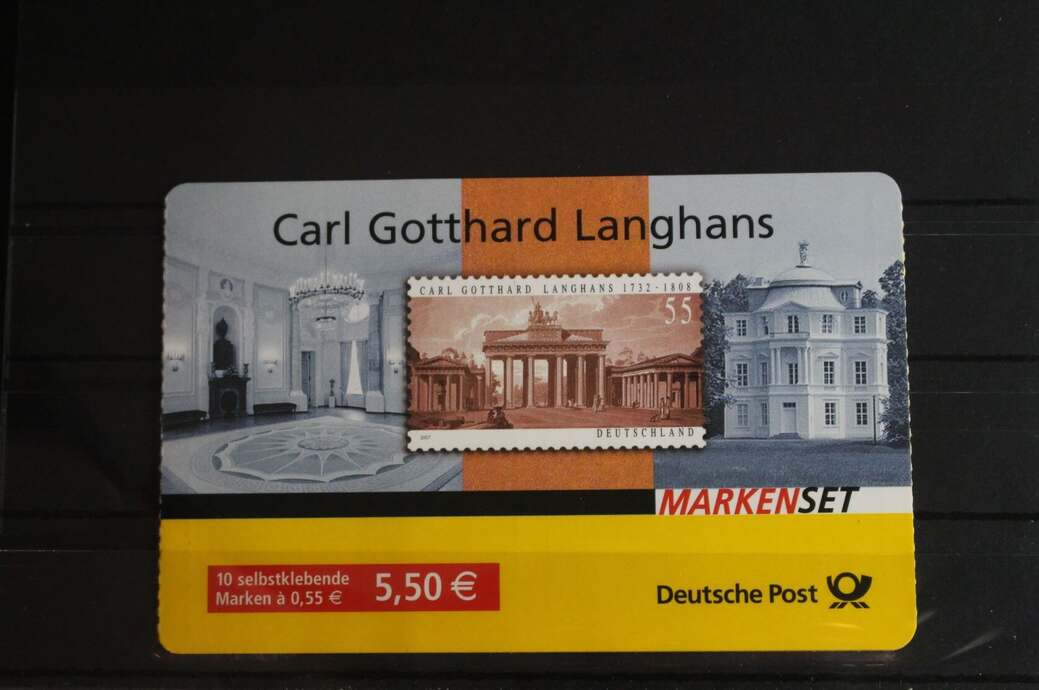 Carl Gotthard Langhans
CARL GOTTHARD LANGHANS 1732 - 1808
55
2007
DEUTSCHLAND
MARKENSET
10 selbstklebende
Marken à 0,55 €
5,50 €
Deutsche Post